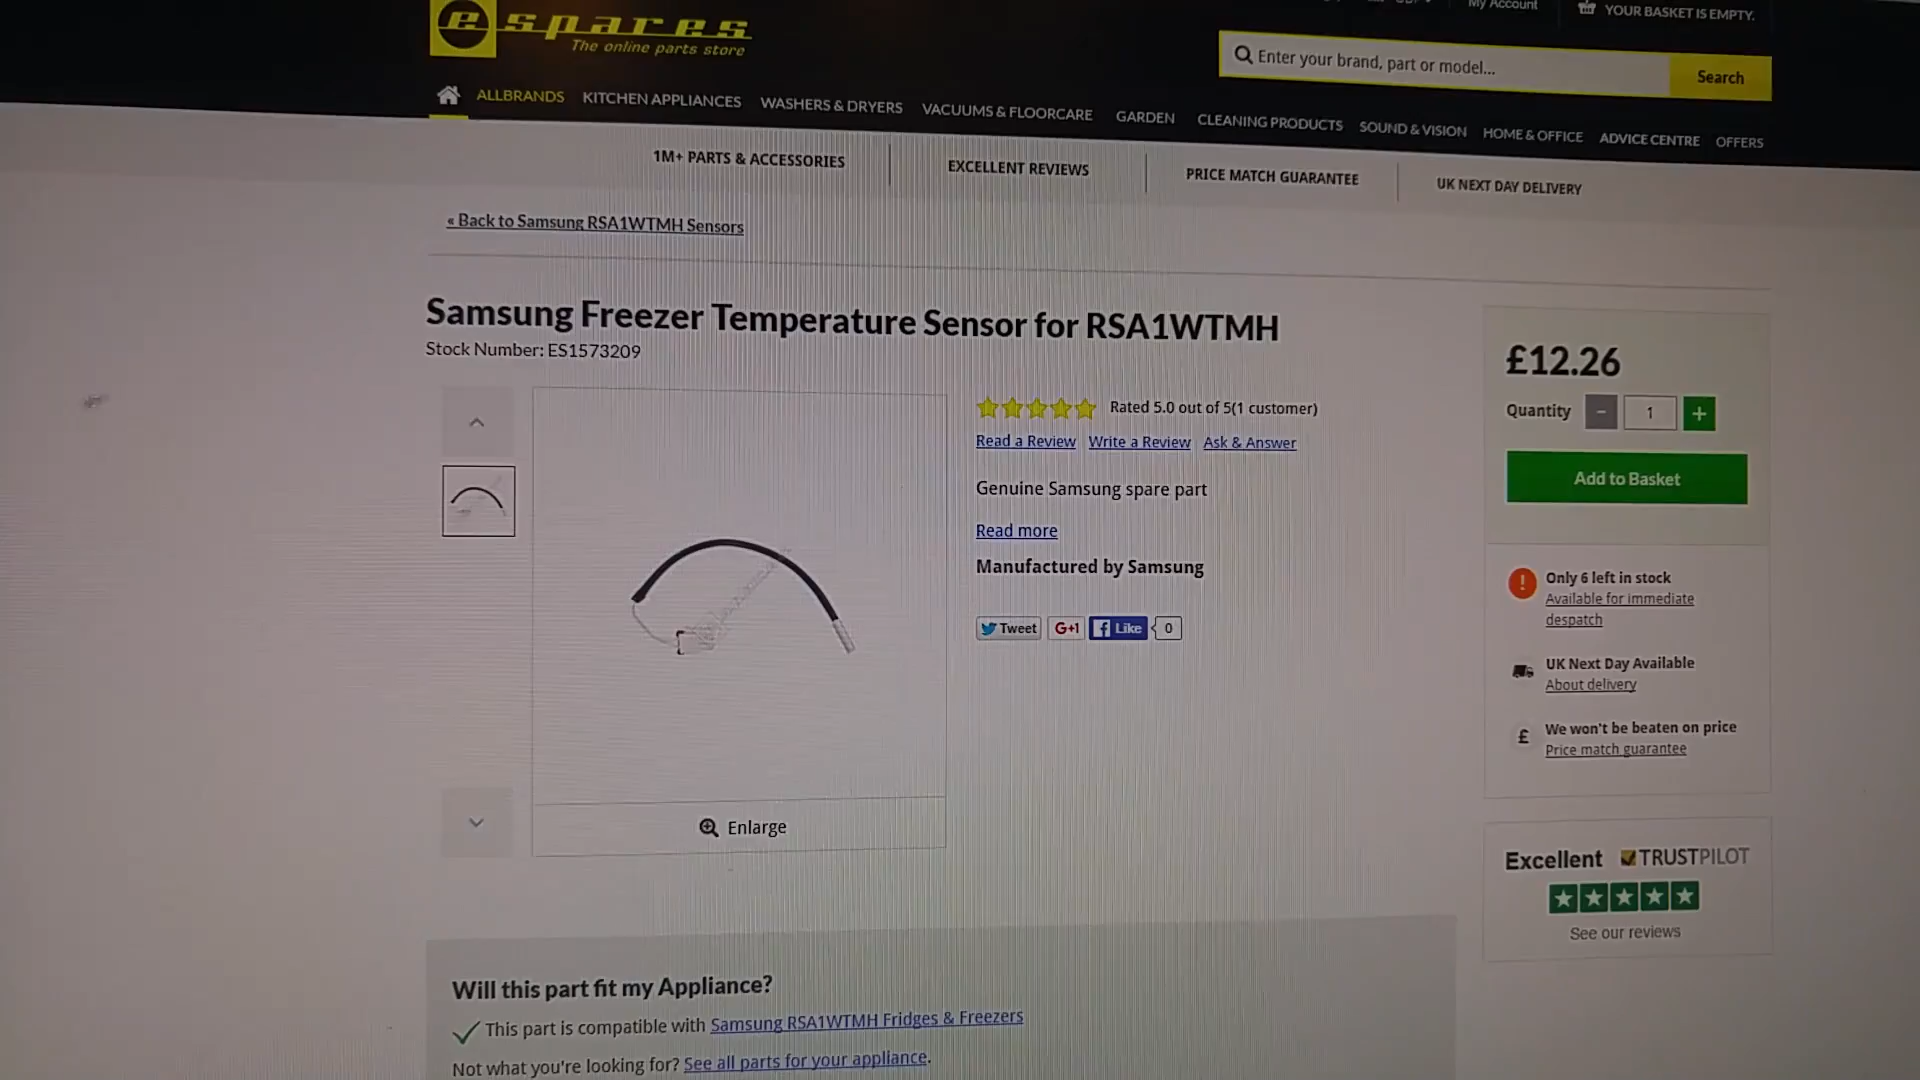 e spares
The online parts store
My Account
YOUR BASKET IS EMPTY.
Enter your brand, part or model...
Search
ALLBRANDS KITCHEN APPLIANCES WASHERS & DRYERS VACUUMS & FLOORCARE GARDEN CLEANING PRODUCTS SOUND & VISION HOME & OFFICE ADVICE CENTRE OFFERS
1M+ PARTS & ACCESSORIES EXCELLENT REVIEWS PRICE MATCH GUARANTEE UK NEXT DAY DELIVERY
« Back to Samsung RSA1WTMH Sensors
Samsung Freezer Temperature Sensor for RSA1WTMH
Stock Number: ES1573209
Rated 5.0 out of 5(1 customer)
Read a Review Write a Review Ask & Answer
Genuine Samsung spare part
Read more
Manufactured by Samsung
Tweet G+1 f Like 0
Enlarge
£12.26
Quantity - 1 +
Add to Basket
! Only 6 left in stock
Available for immediate
despatch
UK Next Day Available
About delivery
£ We won't be beaten on price
Price match guarantee
Excellent TRUSTPILOT
See our reviews
Will this part fit my Appliance?
This part is compatible with Samsung RSA1WTMH Fridges & Freezers
Not what you're looking for? See all parts for your appliance.